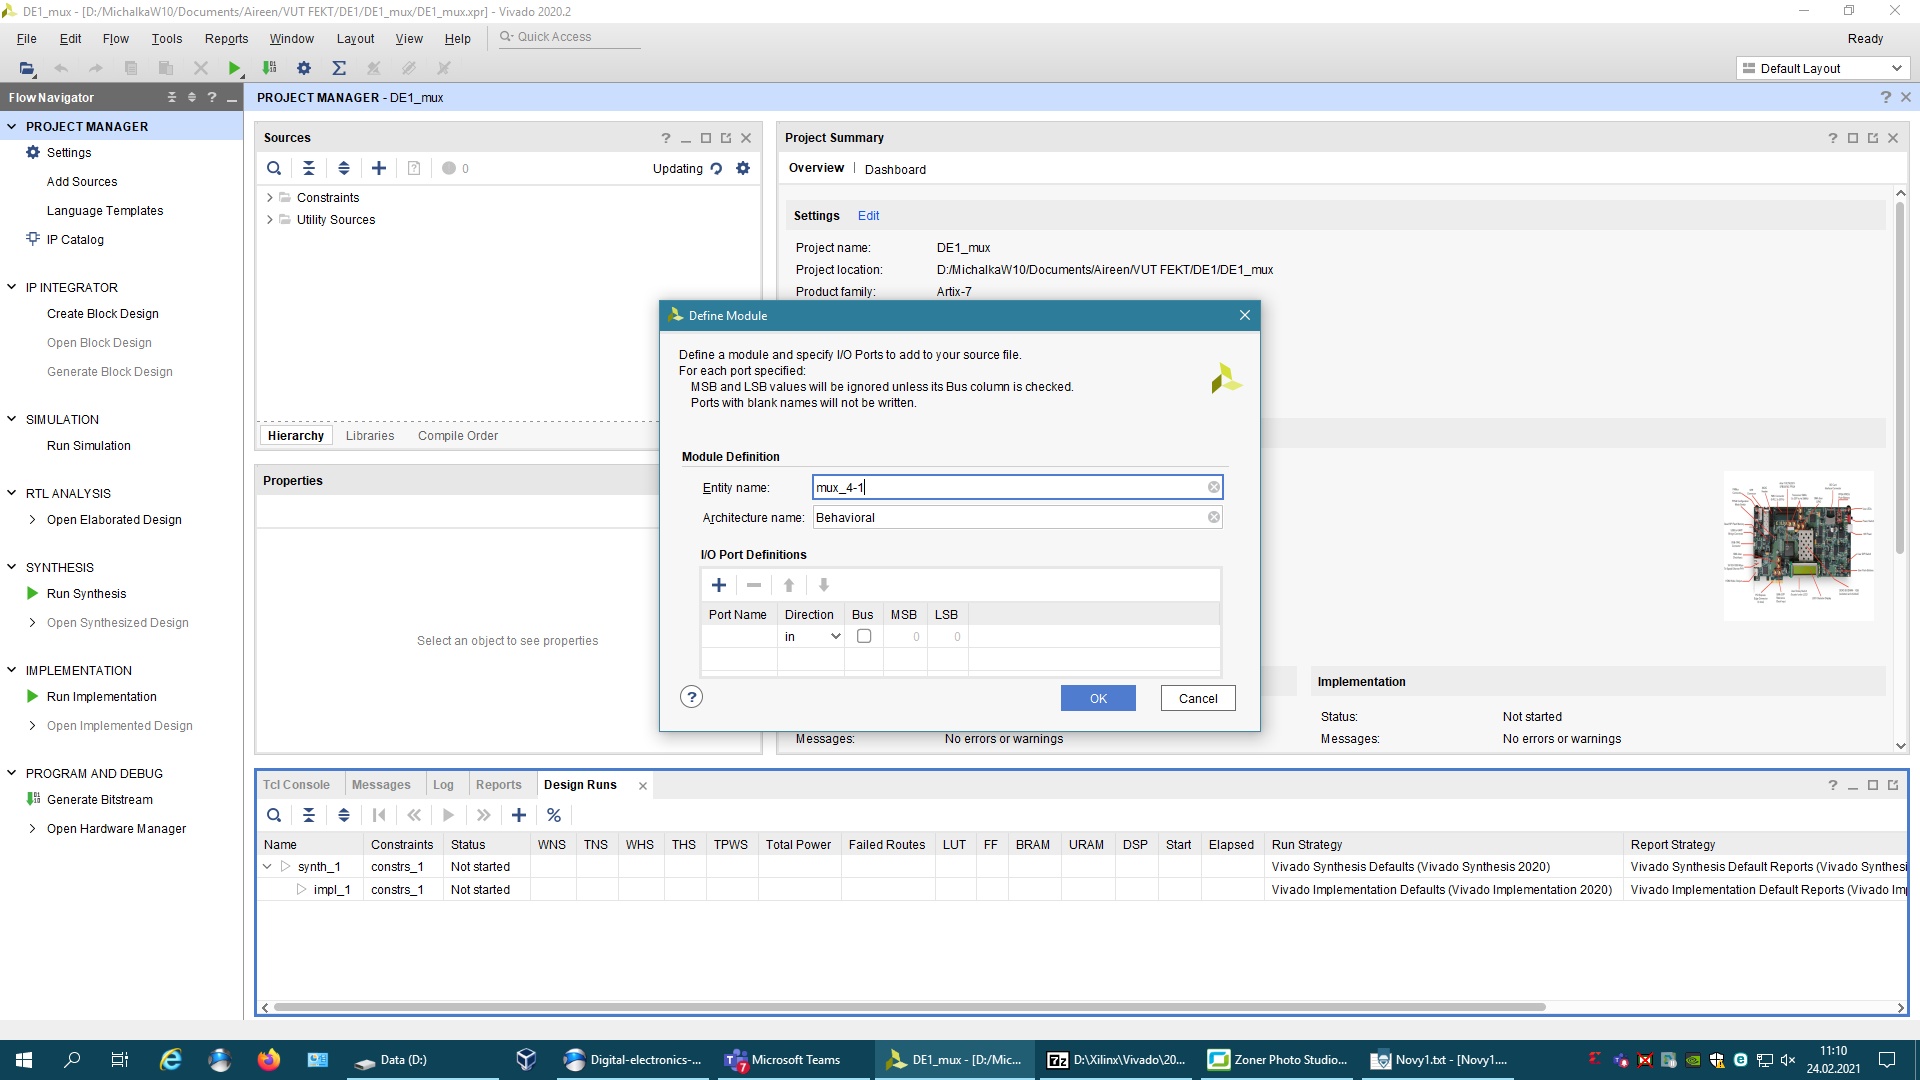 DE1_mux - [D:/MichalkaW10/Documents/Aireen/VUT FEKT/DE1/DE1_mux/DE1_mux.xpr] - Vivado 2020.2
File Edit Flow Tools Reports Window Layout View Help Quick Access Ready
Default Layout
Flow Navigator
PROJECT MANAGER
Settings
Add Sources
Language Templates
IP Catalog
IP INTEGRATOR
Create Block Design
Open Block Design
Generate Block Design
SIMULATION
Run Simulation
RTL ANALYSIS
Open Elaborated Design
SYNTHESIS
Run Synthesis
Open Synthesized Design
IMPLEMENTATION
Run Implementation
Open Implemented Design
PROGRAM AND DEBUG
Generate Bitstream
Open Hardware Manager
PROJECT MANAGER - DE1_mux
Sources
0 Updating
Constraints
Utility Sources
Hierarchy Libraries Compile Order
Properties
Select an object to see properties
Project Summary
Overview Dashboard
Settings Edit
Project name: DE1_mux
Project location: D:/MichalkaW10/Documents/Aireen/VUT FEKT/DE1/DE1_mux
Product family: Artix-7
Implementation
Status: Not started
Messages: No errors or warnings
Messages: No errors or warnings
Define Module
Define a module and specify I/O Ports to add to your source file.
For each port specified:
MSB and LSB values will be ignored unless its Bus column is checked.
Ports with blank names will not be written.
Module Definition
Entity name: mux_4-1
Architecture name: Behavioral
I/O Port Definitions
Port Name Direction Bus MSB LSB
in 0 0
OK Cancel
Tcl Console Messages Log Reports Design Runs
Name Constraints Status WNS TNS WHS THS TPWS Total Power Failed Routes LUT FF BRAM URAM DSP Start Elapsed Run Strategy Report Strategy
synth_1 constrs_1 Not started Vivado Synthesis Defaults (Vivado Synthesis 2020) Vivado Synthesis Default Reports (Vivado Synthesi
impl_1 constrs_1 Not started Vivado Implementation Defaults (Vivado Implementation 2020) Vivado Implementation Default Reports (Vivado Im
Data (D:) Digital-electronics-... Microsoft Teams 7 DE1_mux - [D:/Mic... D:\Xilinx\Vivado\20... Zoner Photo Studio... Novy1.txt - [Novy1....
11:10
24.02.2021